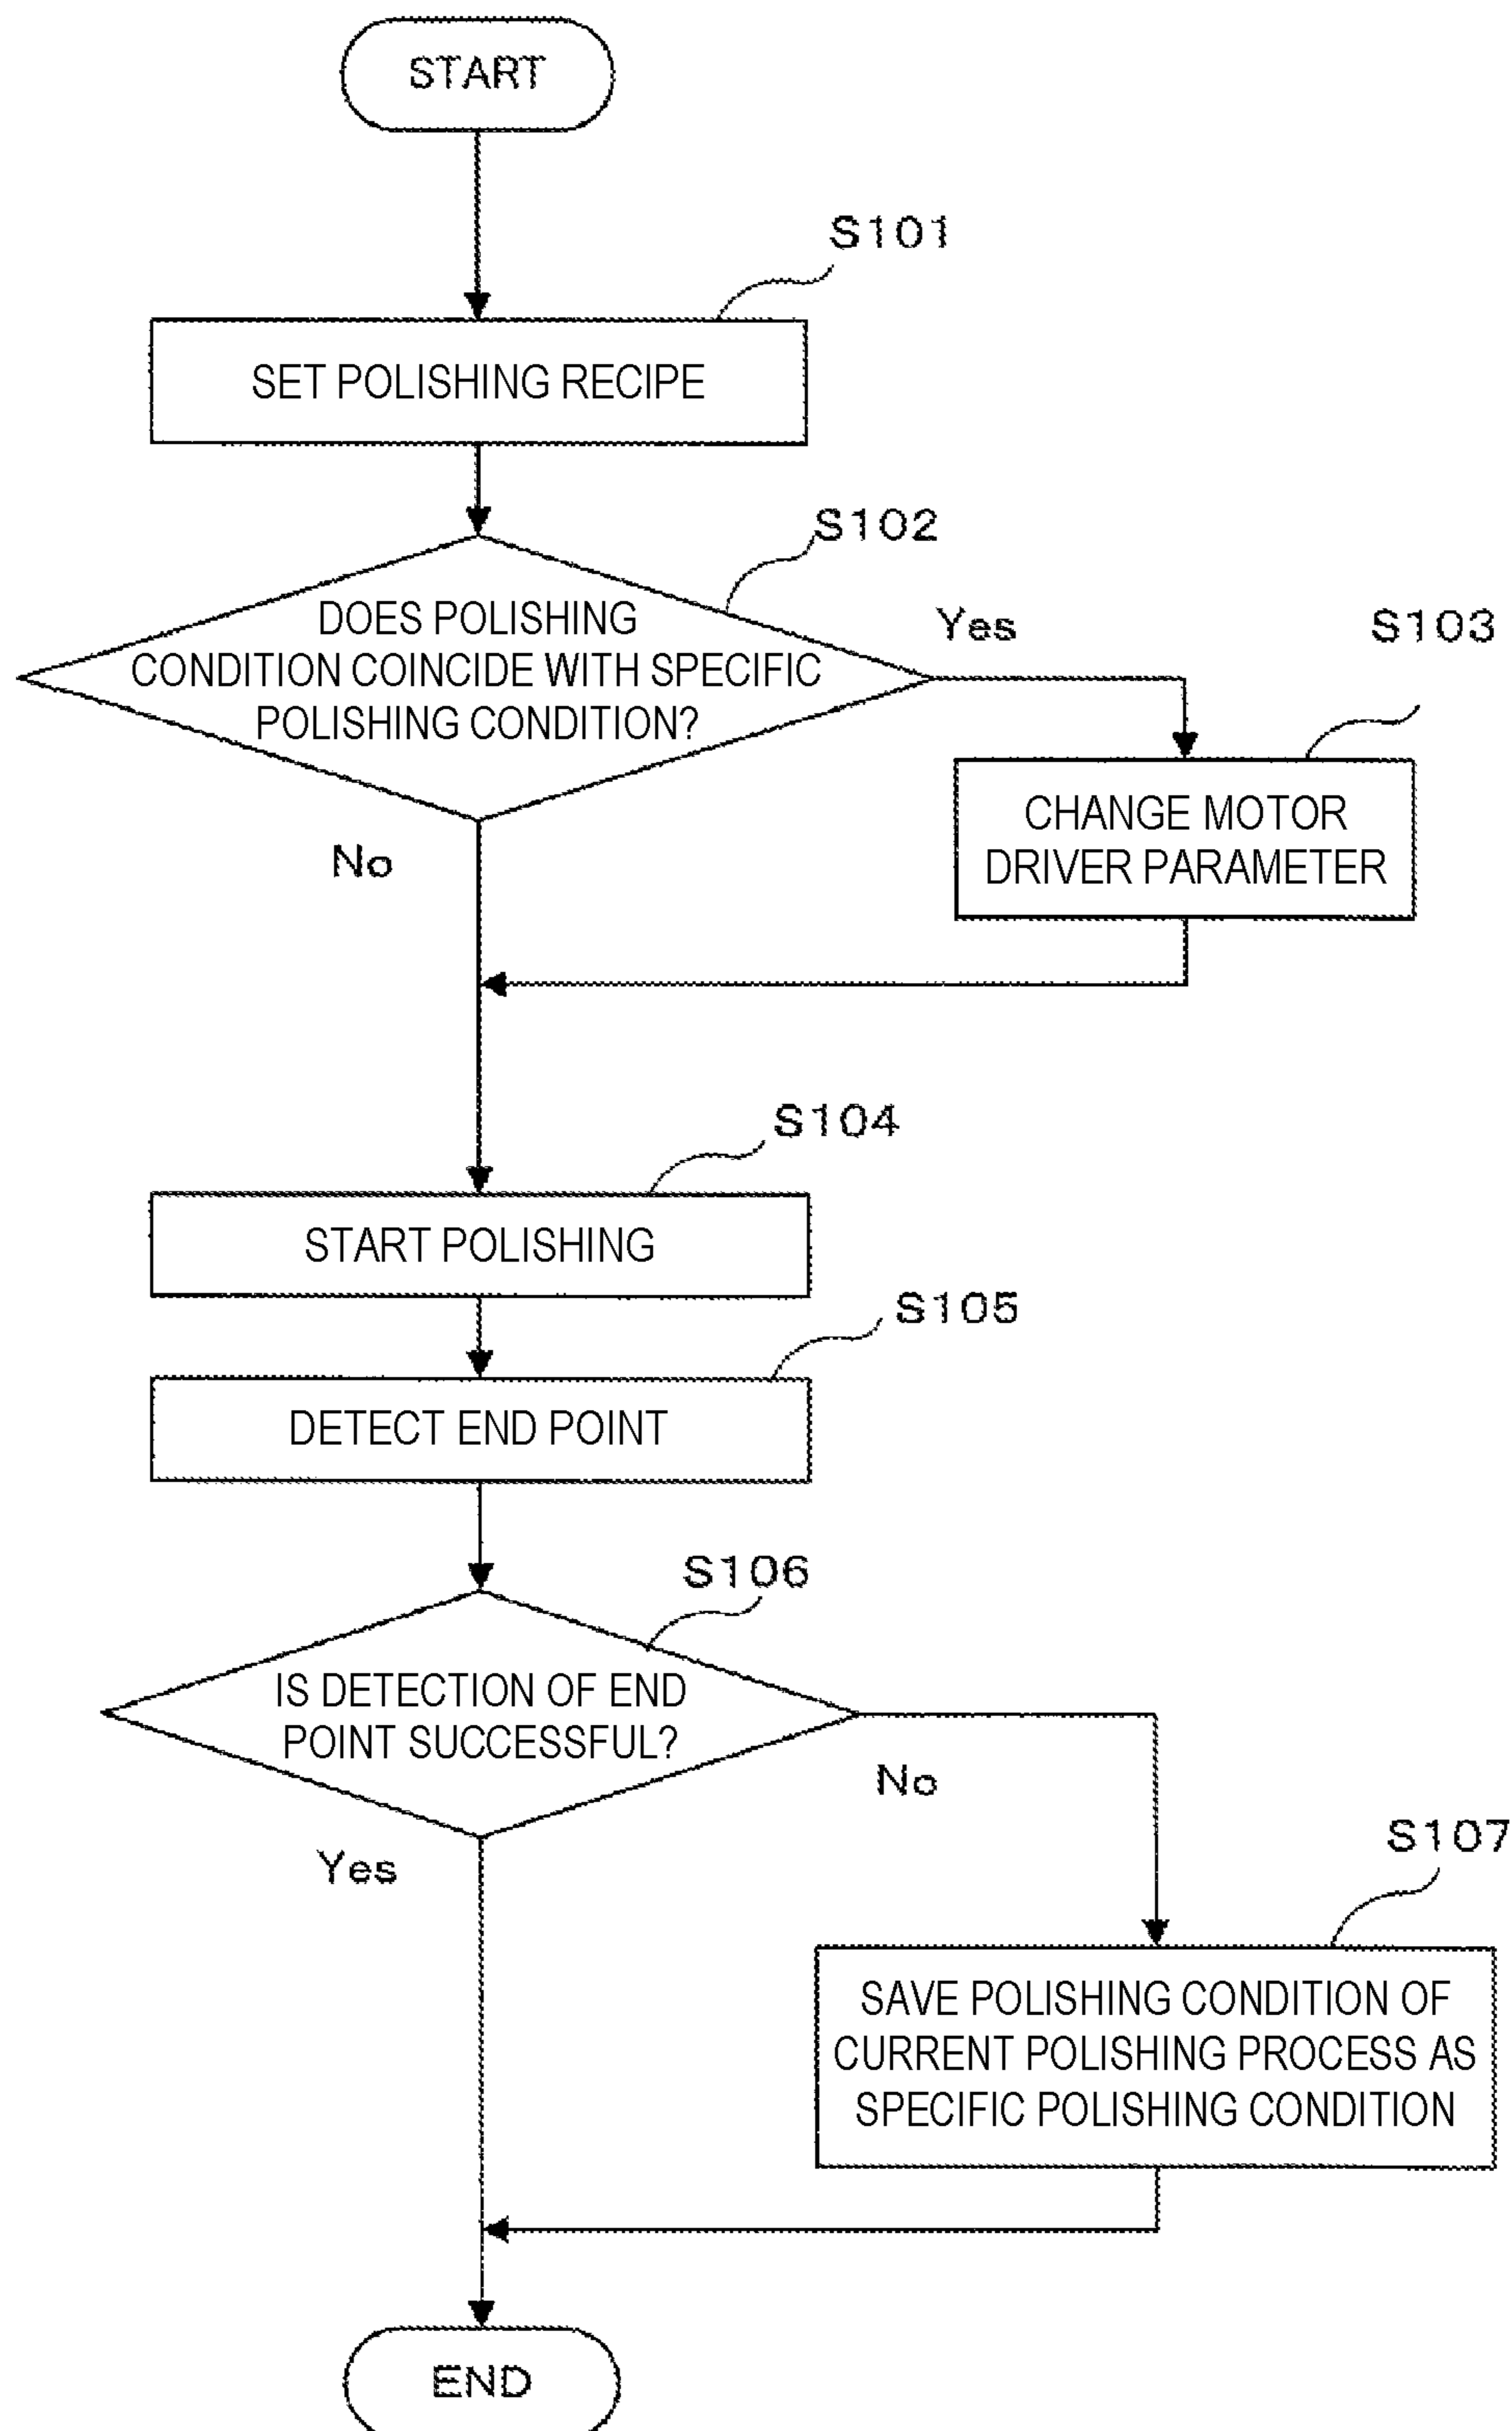 START
S101
SET POLISHING RECIPE
S102
DOES POLISHING
CONDITION COINCIDE WITH SPECIFIC
POLISHING CONDITION?
Yes
S103
CHANGE MOTOR
DRIVER PARAMETER
No
S104
START POLISHING
S105
DETECT END POINT
S106
IS DETECTION OF END
POINT SUCCESSFUL?
No
Yes
S107
SAVE POLISHING CONDITION OF
CURRENT POLISHING PROCESS AS
SPECIFIC POLISHING CONDITION
END